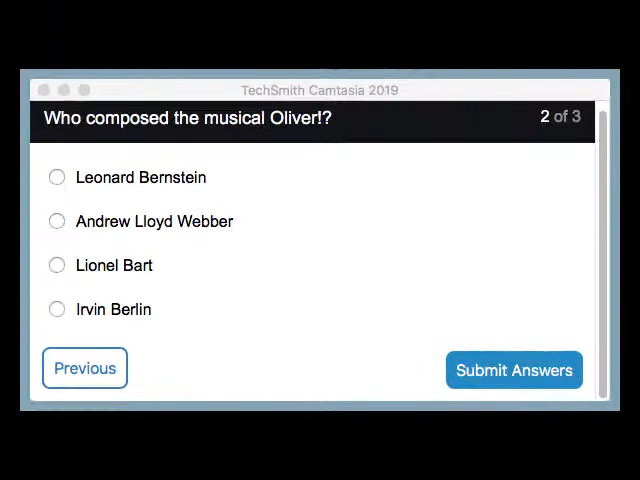 TechSmith Camtasia 2019
Who composed the musical Oliver!?
2 of 3
Leonard Bernstein
Andrew Lloyd Webber
Lionel Bart
Irvin Berlin
Previous
Submit Answers